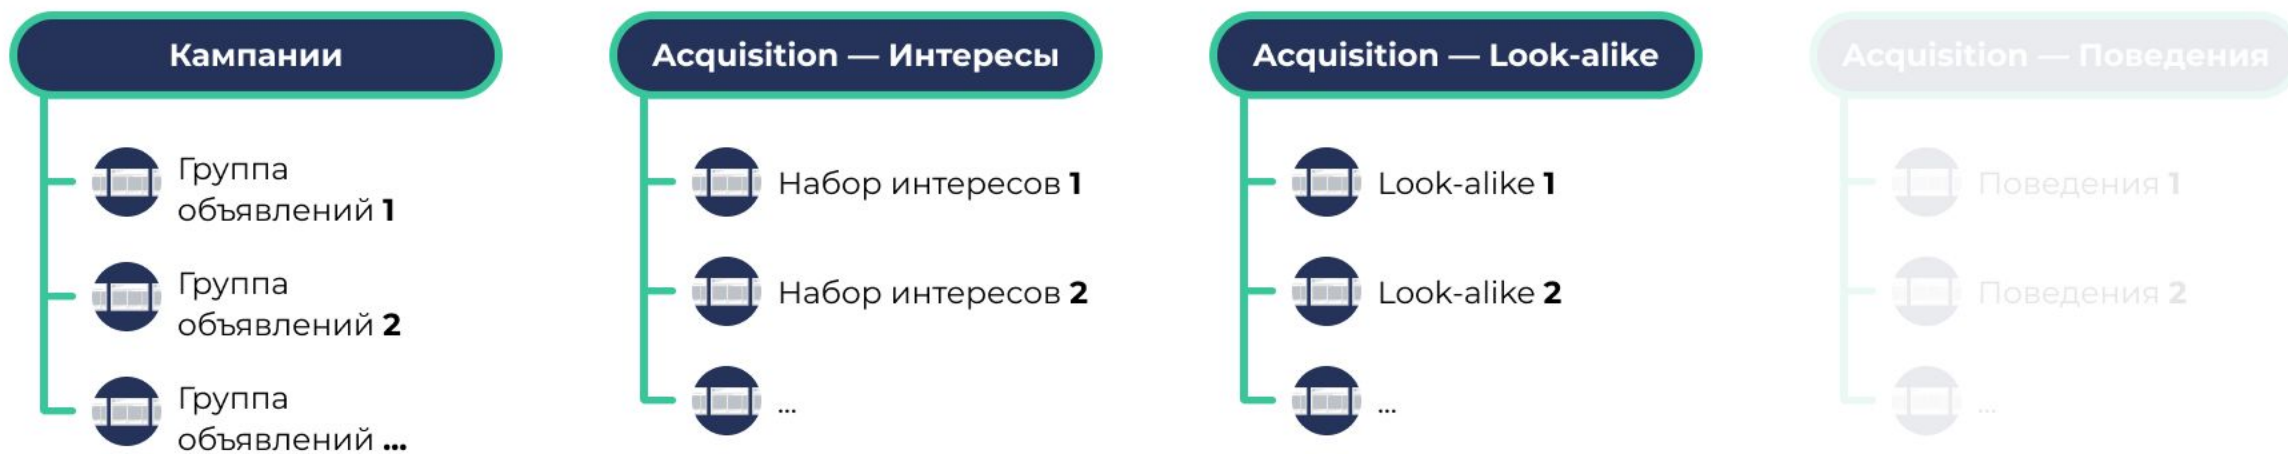 Кампании
Группа
объявлений 1
Группа
объявлений 2
Группа
объявлений ...
Acquisition — Интересы
Набор интересов 1
Набор интересов 2
...
Acquisition — Look-alike
Look-alike 1
Look-alike 2
...
Acquisition — Поведения
Поведения 1
Поведения 2
...